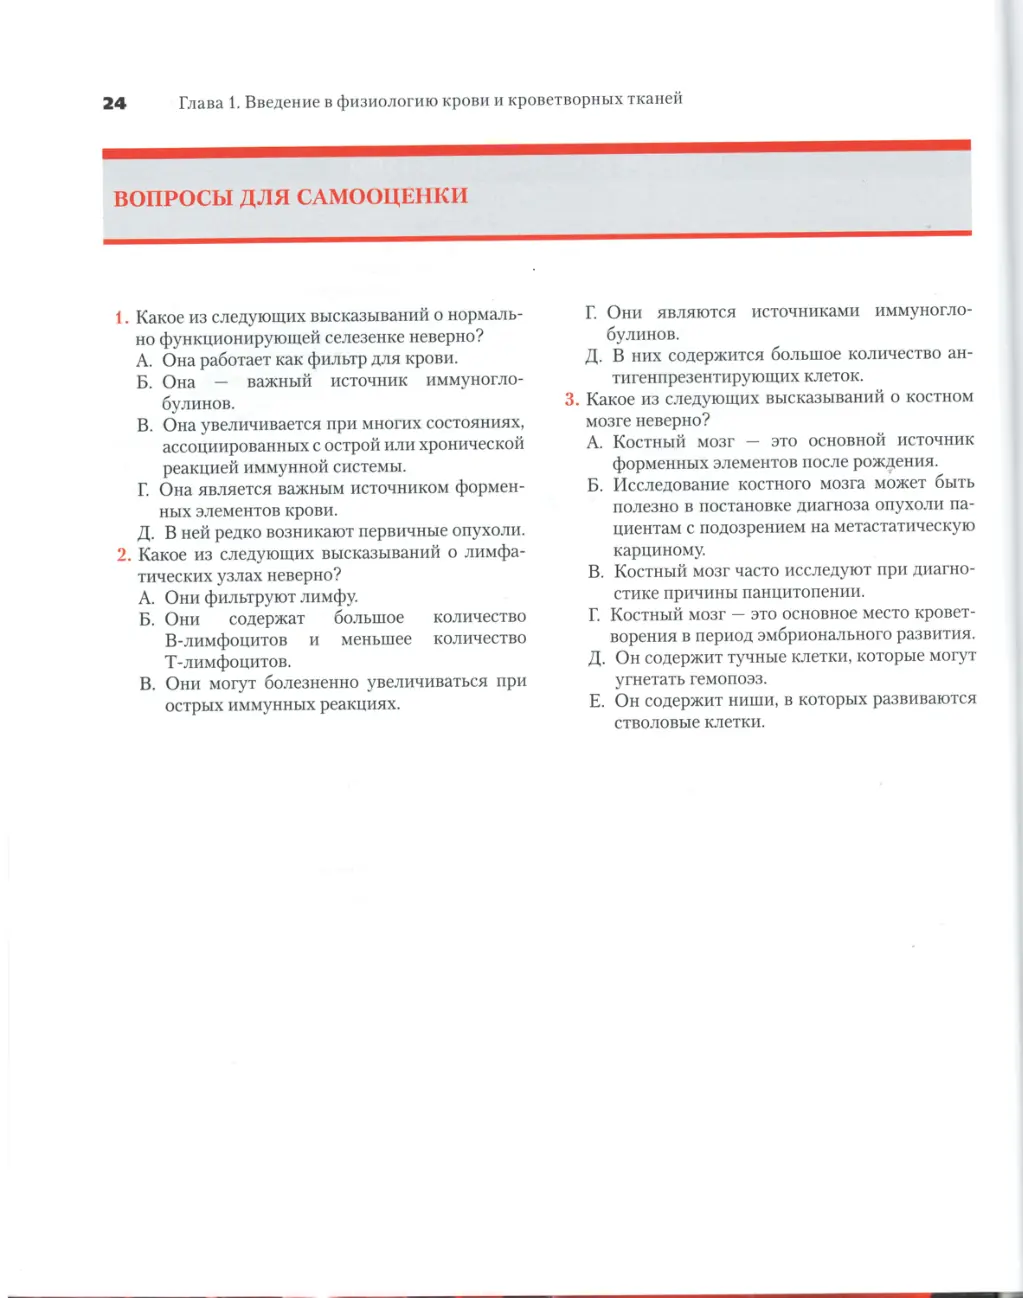 24 Глава 1. Введение в физиологию крови и кроветворных тканей
ВОПРОСЫ ДЛЯ САМООЦЕНКИ
1. Какое из следующих высказываний о нормаль-
но функционирующей селезенке неверно?
А. Она работает как фильтр для крови.
Б. Она — важный источник иммуногло-
булинов.
В. Она увеличивается при многих состояниях,
ассоциированных с острой или хронической
реакцией иммунной системы.
Г. Она является важным источником формен-
ных элементов крови.
Д. В ней редко возникают первичные опухоли.
2. Какое из следующих высказываний о лимфа-
тических узлах неверно?
А. Они фильтруют лимфу.
Б. Они содержат большое количество
В-лимфоцитов и меньшее количество
Т-лимфоцитов.
В. Они могут болезненно увеличиваться при
острых иммунных реакциях.
Г. Они являются источниками иммуногло-
булинов.
Д. В них содержится большое количество ан-
тигенпрезентирующих клеток.
3. Какое из следующих высказываний о костном
мозге неверно?
А. Костный мозг — это основной источник
форменных элементов после рождения.
Б. Исследование костного мозга может быть
полезно в постановке диагноза опухоли па-
циентам с подозрением на метастатическую
карциному.
В. Костный мозг часто исследуют при диагно-
стике причины панцитопении.
Г. Костный мозг — это основное место кровет-
ворения в период эмбрионального развития.
Д. Он содержит тучные клетки, которые могут
угнетать гемопоэз.
Е. Он содержит ниши, в которых развиваются
стволовые клетки.